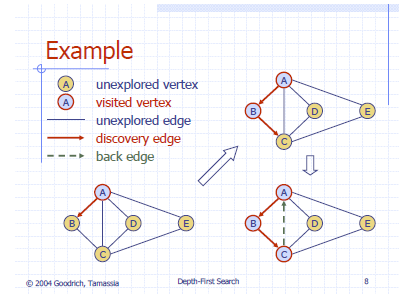 Example
A unexplored vertex
A visited vertex
unexplored edge
discovery edge
back edge
A
B D E
C
A
B D E
C
A
B D E
C
© 2004 Goodrich, Tamassia Depth-First Search 8